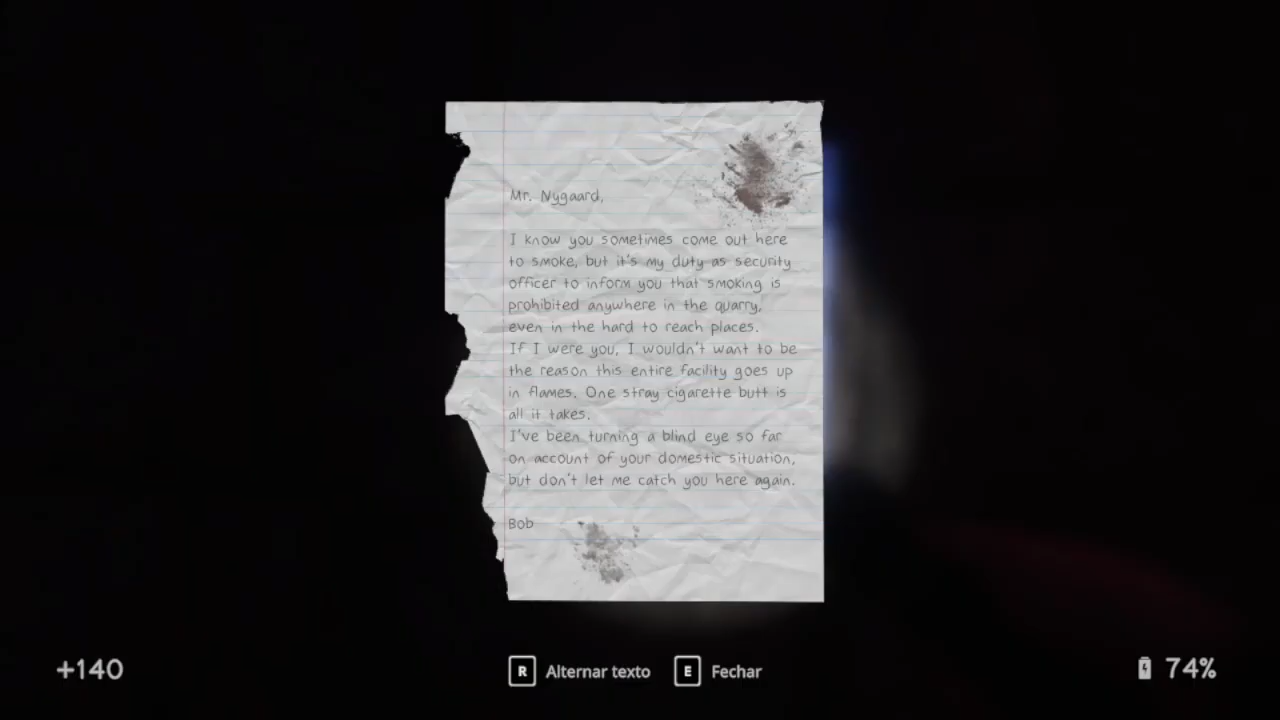 Mr. Nygaard,
I know you sometimes come out here
to smoke, but it's my duty as security
officer to inform you that smoking is
prohibited anywhere in the quarry,
even in the hard to reach places.
If I were you, I wouldn't want to be
the reason this entire facility goes up
in flames. One stray cigarette butt is
all it takes.
I've been turning a blind eye so far
on account of your domestic situation,
but don't let me catch you here again.
Bob
+140
R Alternar texto E Fechar
74%